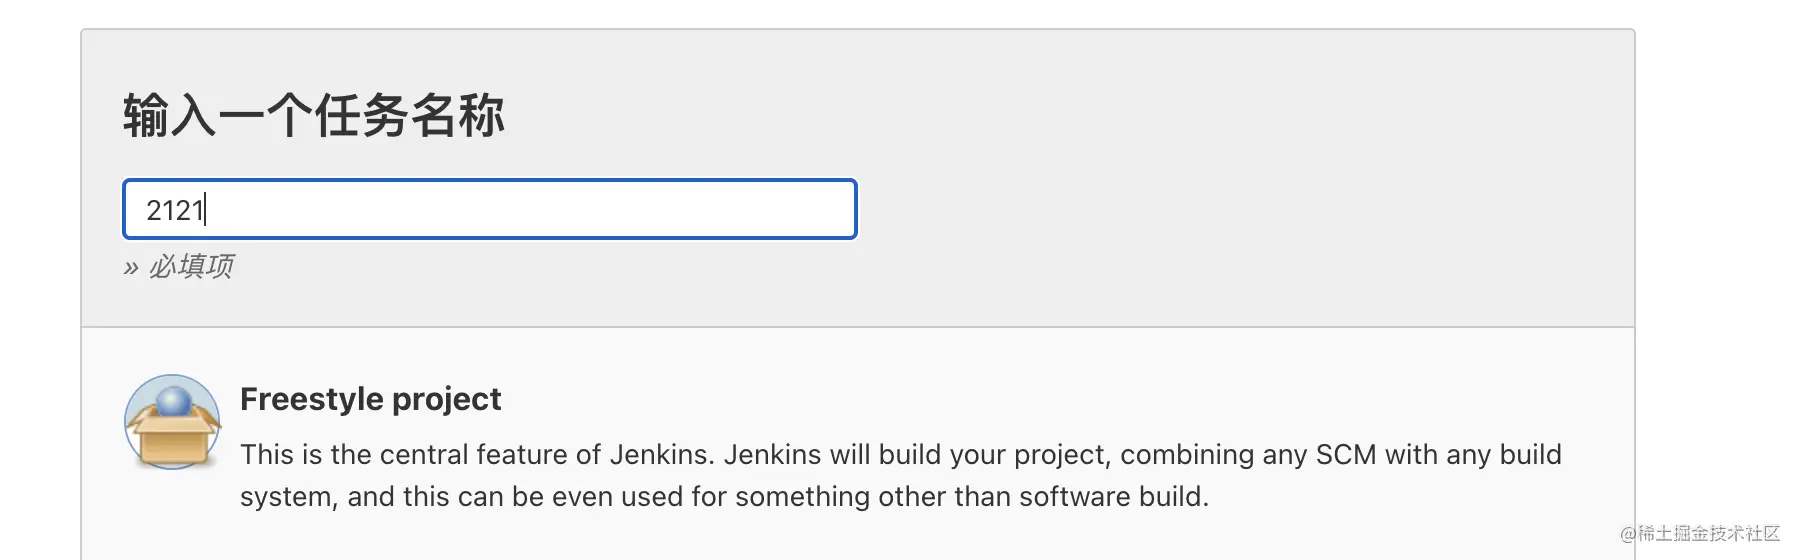 输入一个任务名称
2121
» 必填项
Freestyle project
This is the central feature of Jenkins. Jenkins will build your project, combining any SCM with any build
system, and this can be even used for something other than software build.
@稀土掘金技术社区